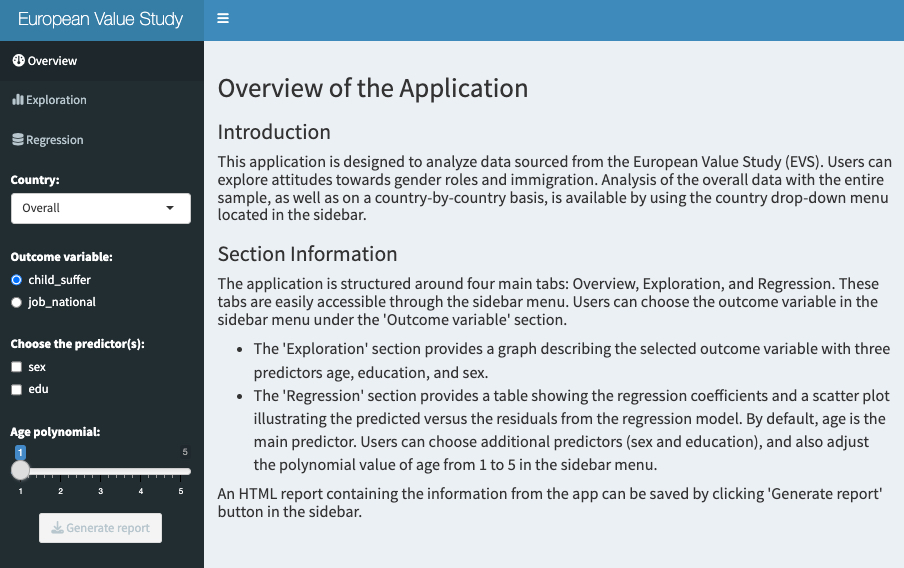 European Value Study
Overview
Exploration
Regression
Country:
Overall
Outcome variable:
child_suffer
job_national
Choose the predictor(s):
sex
edu
Age polynomial:
1 5
1 2 3 4 5
Generate report
Overview of the Application
Introduction
This application is designed to analyze data sourced from the European Value Study (EVS). Users can
explore attitudes towards gender roles and immigration. Analysis of the overall data with the entire
sample, as well as on a country-by-country basis, is available by using the country drop-down menu
located in the sidebar.
Section Information
The application is structured around four main tabs: Overview, Exploration, and Regression. These
tabs are easily accessible through the sidebar menu. Users can choose the outcome variable in the
sidebar menu under the 'Outcome variable' section.
• The 'Exploration' section provides a graph describing the selected outcome variable with three
predictors age, education, and sex.
• The 'Regression' section provides a table showing the regression coefficients and a scatter plot
illustrating the predicted versus the residuals from the regression model. By default, age is the
main predictor. Users can choose additional predictors (sex and education), and also adjust
the polynomial value of age from 1 to 5 in the sidebar menu.
An HTML report containing the information from the app can be saved by clicking 'Generate report'
button in the sidebar.